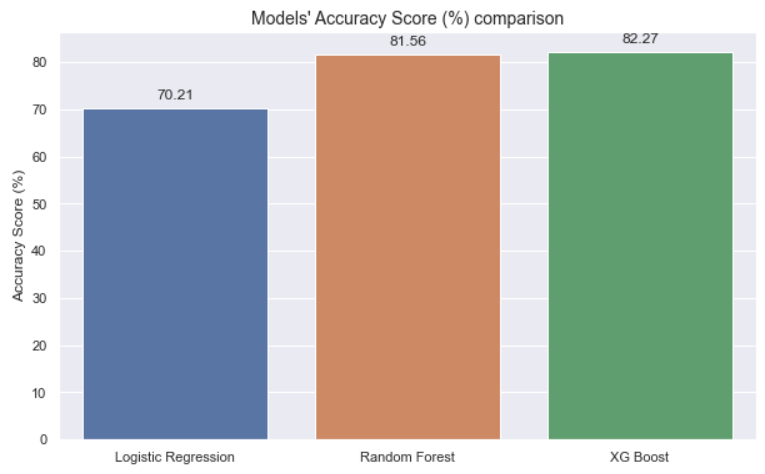 Models' Accuracy Score (%) comparison
70.21
81.56
82.27
Accuracy Score (%)
80
70
60
50
40
30
20
10
0
Logistic Regression
Random Forest
XG Boost